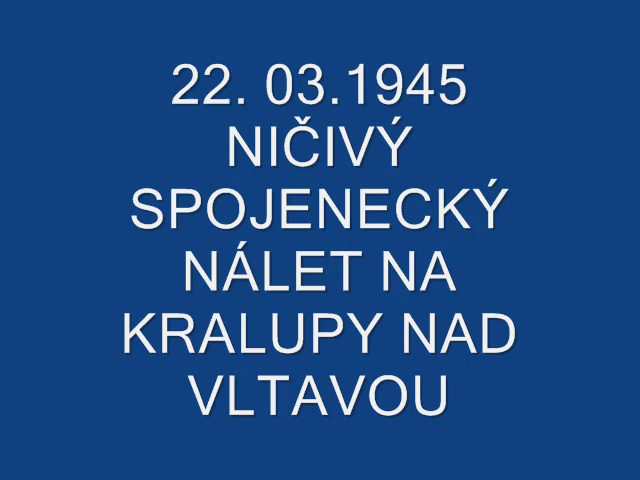 22. 03.1945
NIČIVÝ
SPOJENECKÝ
NÁLET NA
KRALUPY NAD
VLTAVOU